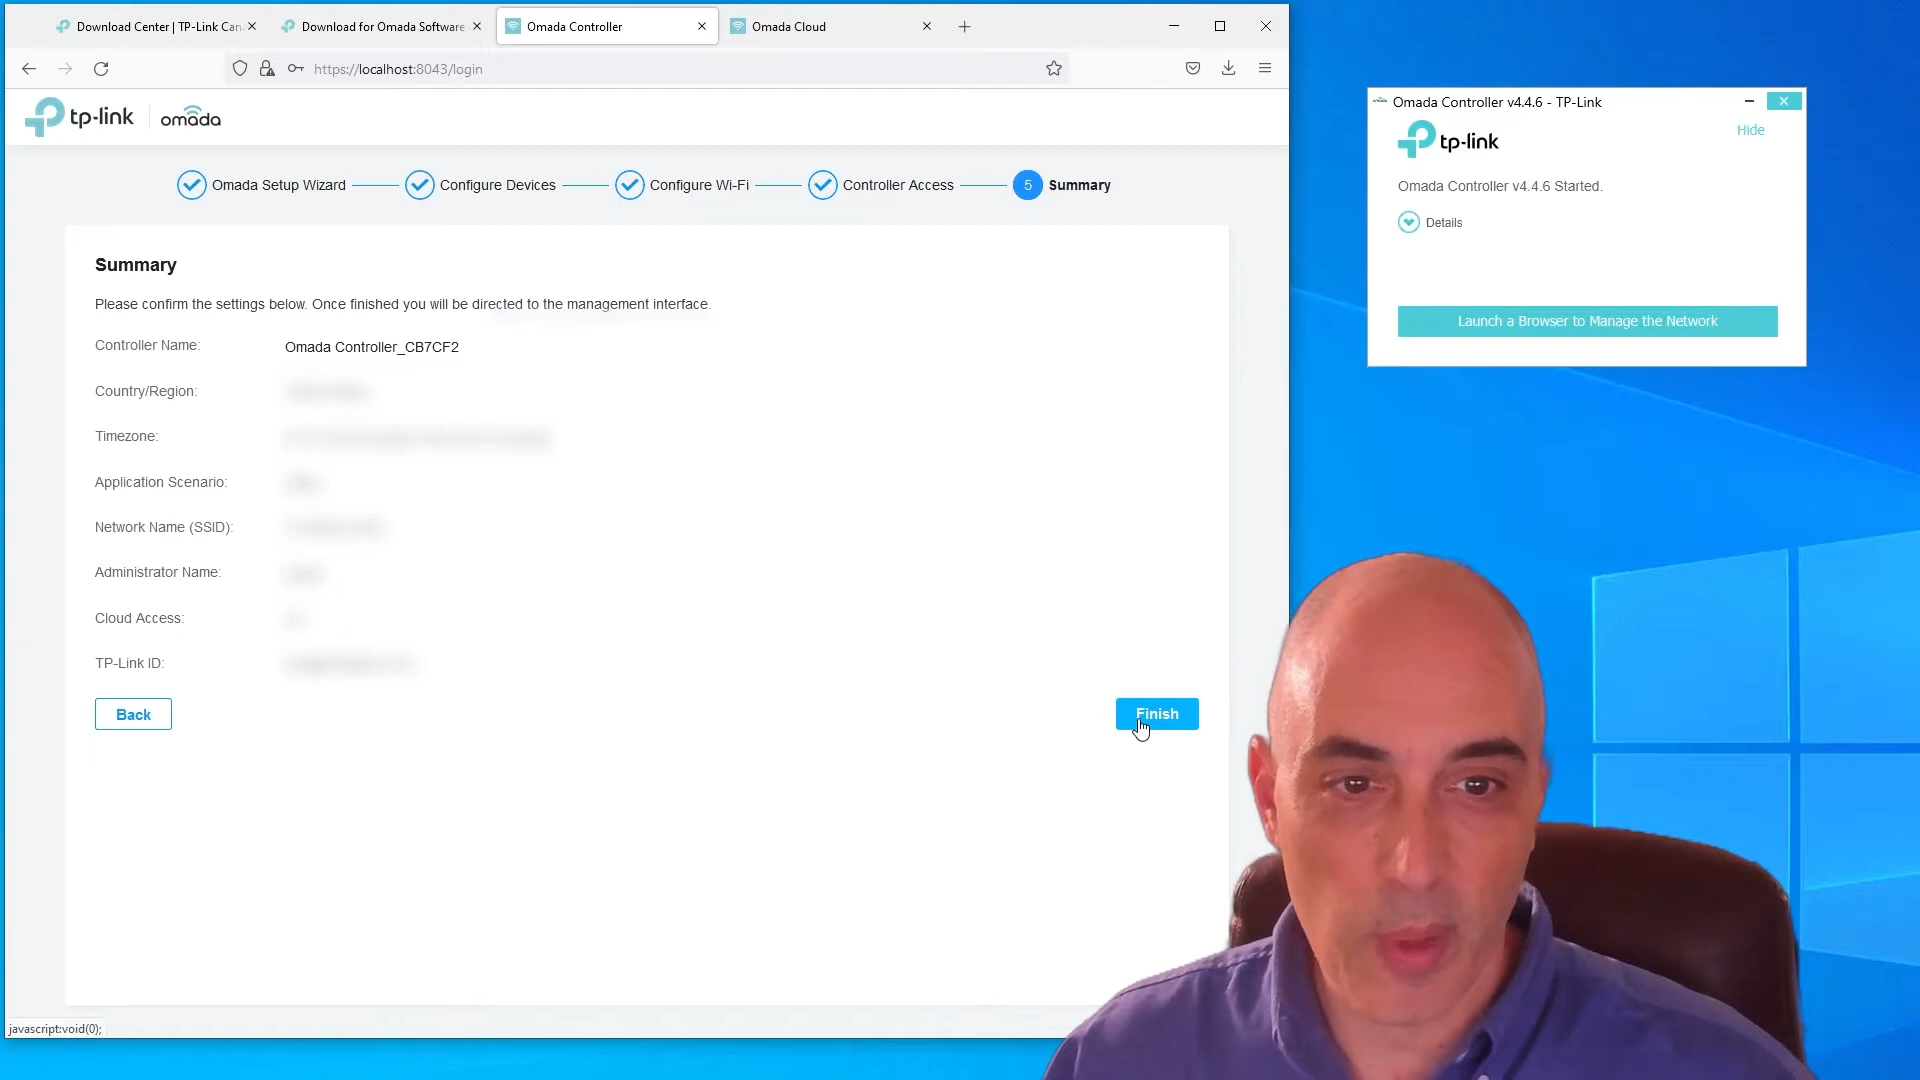 Download Center | TP-Link Can
Download for Omada Software
Omada Controller
Omada Cloud
https://localhost:8043/login
tp-link
omada
Omada Setup Wizard
Configure Devices
Configure Wi-Fi
Controller Access
5
Summary
Summary
Please confirm the settings below. Once finished you will be directed to the management interface.
Controller Name: Omada Controller_CB7CF2
Country/Region:
Timezone:
Application Scenario:
Network Name (SSID):
Administrator Name:
Cloud Access:
TP-Link ID:
Back
Finish
javascript:void(0);
Omada Controller v4.4.6 - TP-Link
Hide
tp-link
Omada Controller v4.4.6 Started.
Details
Launch a Browser to Manage the Network